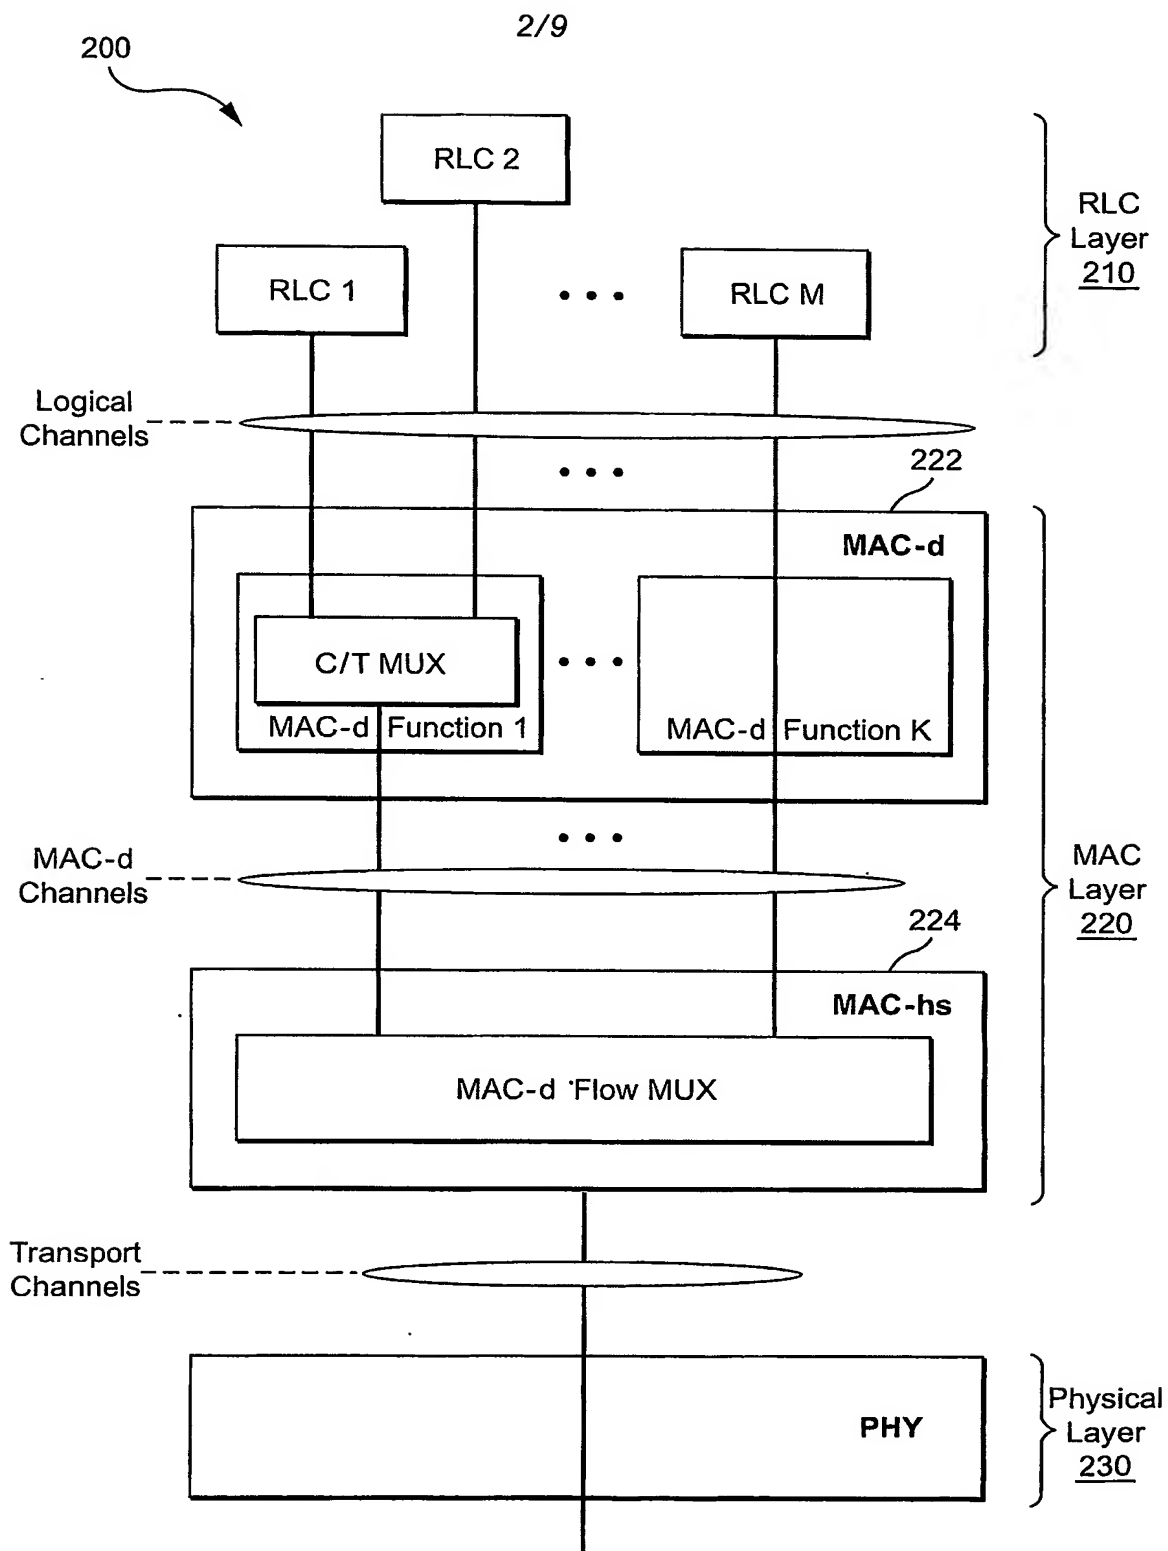 2/9
200
RLC 2
RLC
Layer
210
RLC 1
RLC M
Logical
Channels
222
MAC-d
C/T MUX
MAC-d Function 1
MAC-d Function K
MAC-d
Channels
MAC
Layer
220
224
MAC-hs
MAC-d Flow MUX
Transport
Channels
PHY
Physical
Layer
230